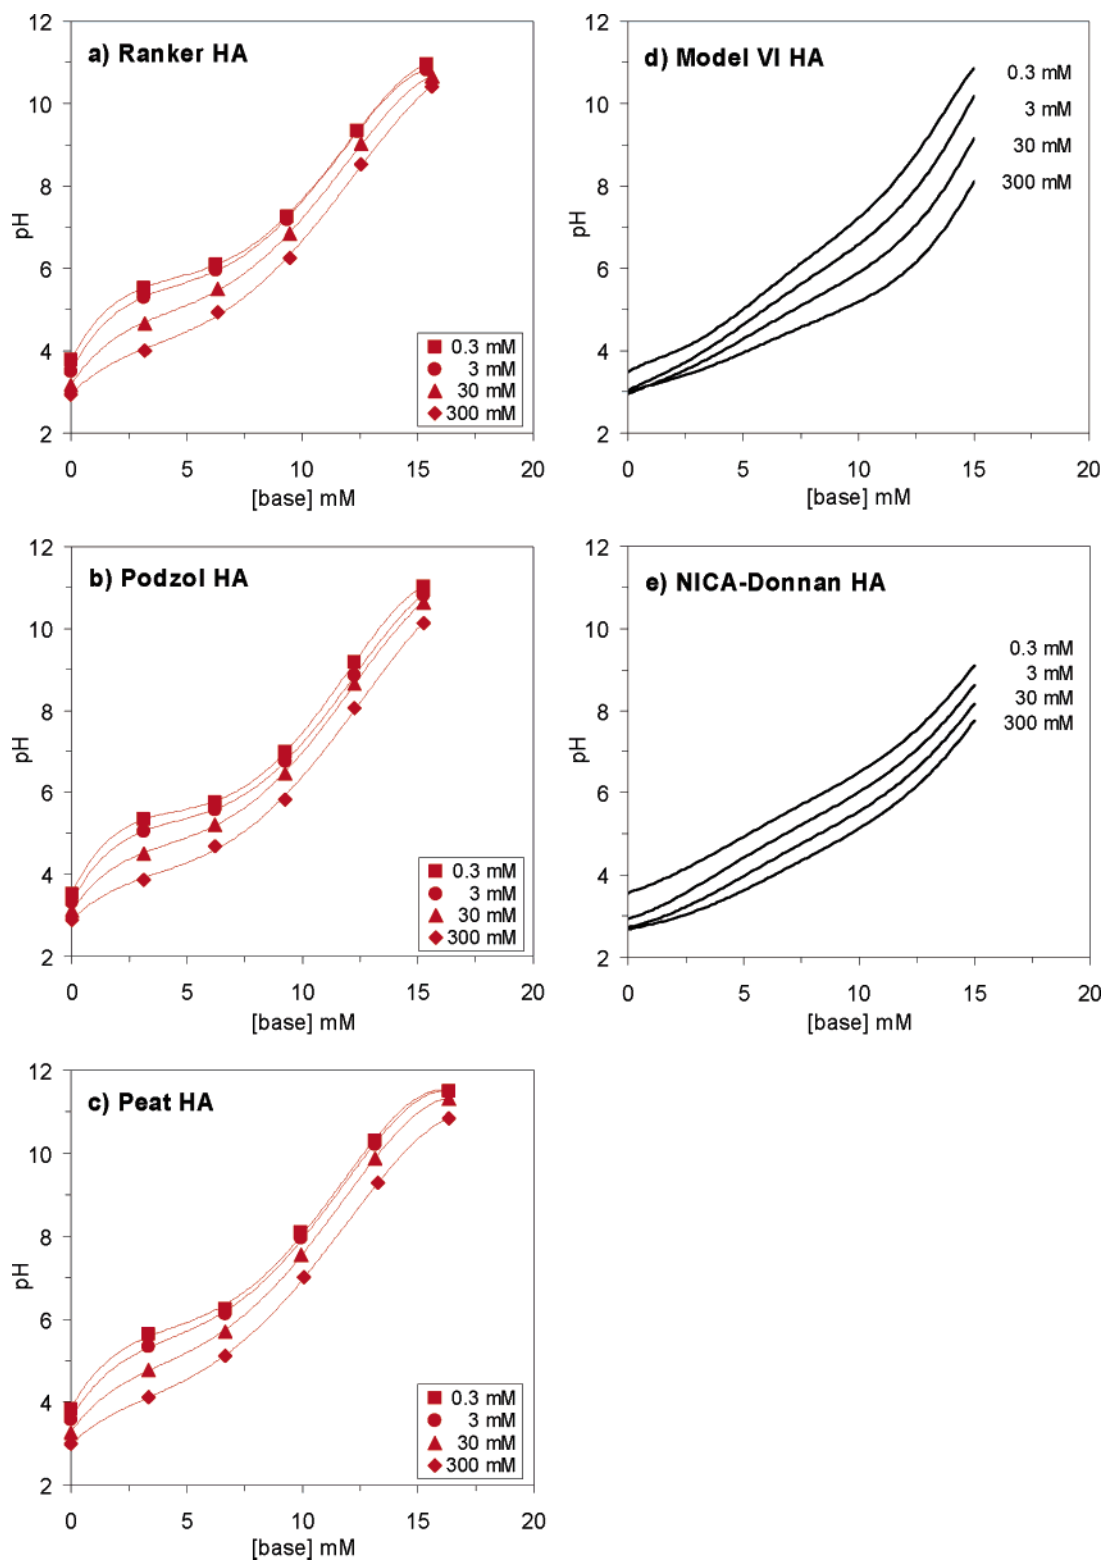 a) Ranker HA
12
10
8
6
4
2
pH
0.3 mM
3 mM
30 mM
300 mM
0 5 10 15 20
[base] mM
d) Model VI HA
12
10
8
6
4
2
pH
0.3 mM
3 mM
30 mM
300 mM
0 5 10 15 20
[base] mM
b) Podzol HA
12
10
8
6
4
2
pH
0.3 mM
3 mM
30 mM
300 mM
0 5 10 15 20
[base] mM
e) NICA-Donnan HA
12
10
8
6
4
2
pH
0.3 mM
3 mM
30 mM
300 mM
0 5 10 15 20
[base] mM
c) Peat HA
12
10
8
6
4
2
pH
0.3 mM
3 mM
30 mM
300 mM
0 5 10 15 20
[base] mM